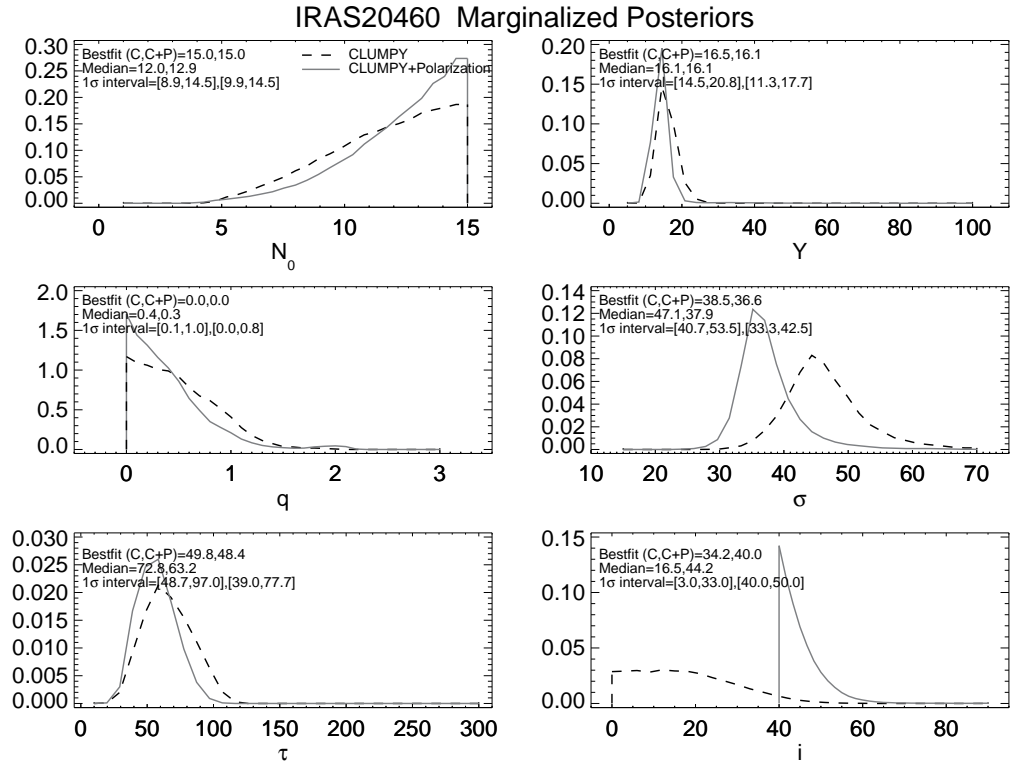 IRAS20460 Marginalized Posteriors
Bestfit (C,C+P)=15.0,15.0
Median=12.0,12.9
1σ interval=[8.9,14.5],[9.9,14.5]
CLUMPY
CLUMPY+Polarization
0.30
0.25
0.20
0.15
0.10
0.05
0.00
0 5 10 15
N0
Bestfit (C,C+P)=16.5,16.1
Median=16.1,16.1
1σ interval=[14.5,20.8],[11.3,17.7]
0.20
0.15
0.10
0.05
0.00
0 20 40 60 80 100
Y
Bestfit (C,C+P)=0.0,0.0
Median=0.4,0.3
1σ interval=[0.1,1.0],[0.0,0.8]
2.0
1.5
1.0
0.5
0.0
0 1 2 3
q
Bestfit (C,C+P)=38.5,36.6
Median=47.1,37.9
1σ interval=[40.7,53.5],[33.3,42.5]
0.14
0.12
0.10
0.08
0.06
0.04
0.02
0.00
10 20 30 40 50 60 70
σ
Bestfit (C,C+P)=49.8,48.4
Median=72.8,63.2
1σ interval=[48.7,97.0],[39.0,77.7]
0.030
0.025
0.020
0.015
0.010
0.005
0.000
0 50 100 150 200 250 300
τ
Bestfit (C,C+P)=34.2,40.0
Median=16.5,44.2
1σ interval=[3.0,33.0],[40.0,50.0]
0.15
0.10
0.05
0.00
0 20 40 60 80
i